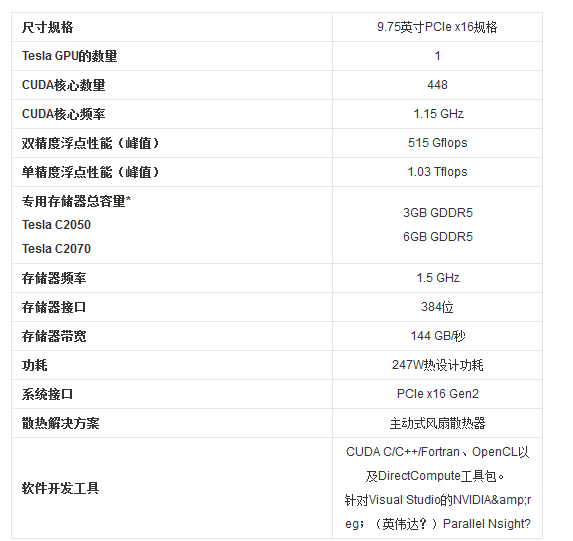 尺寸规格 9.75英寸PCIe x16规格
Tesla GPU的数量 1
CUDA核心数量 448
CUDA核心频率 1.15 GHz
双精度浮点性能（峰值） 515 Gflops
单精度浮点性能（峰值） 1.03 Tflops
专用存储器总容量*
Tesla C2050 3GB GDDR5
Tesla C2070 6GB GDDR5
存储器频率 1.5 GHz
存储器接口 384位
存储器带宽 144 GB/秒
功耗 247W热设计功耗
系统接口 PCIe x16 Gen2
散热解决方案 主动式风扇散热器
软件开发工具
CUDA C/C++/Fortran、OpenCL以
及DirectCompute工具包。
针对Visual Studio的NVIDIA&amp;r
eg；（英伟达？）Parallel Nsight?